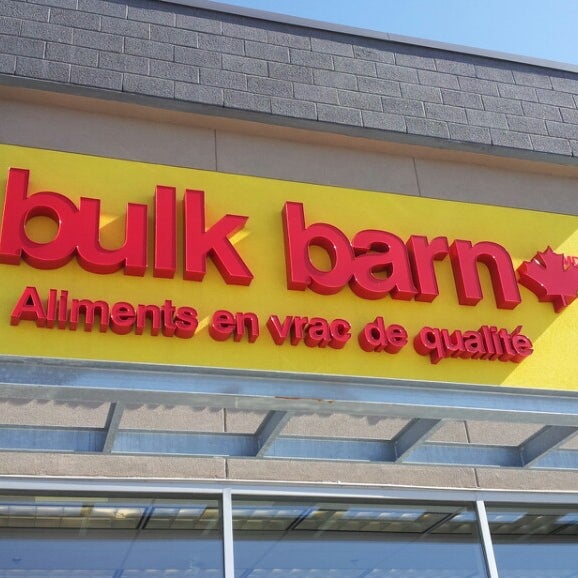 bulk barn
Aliments en vrac de qualité